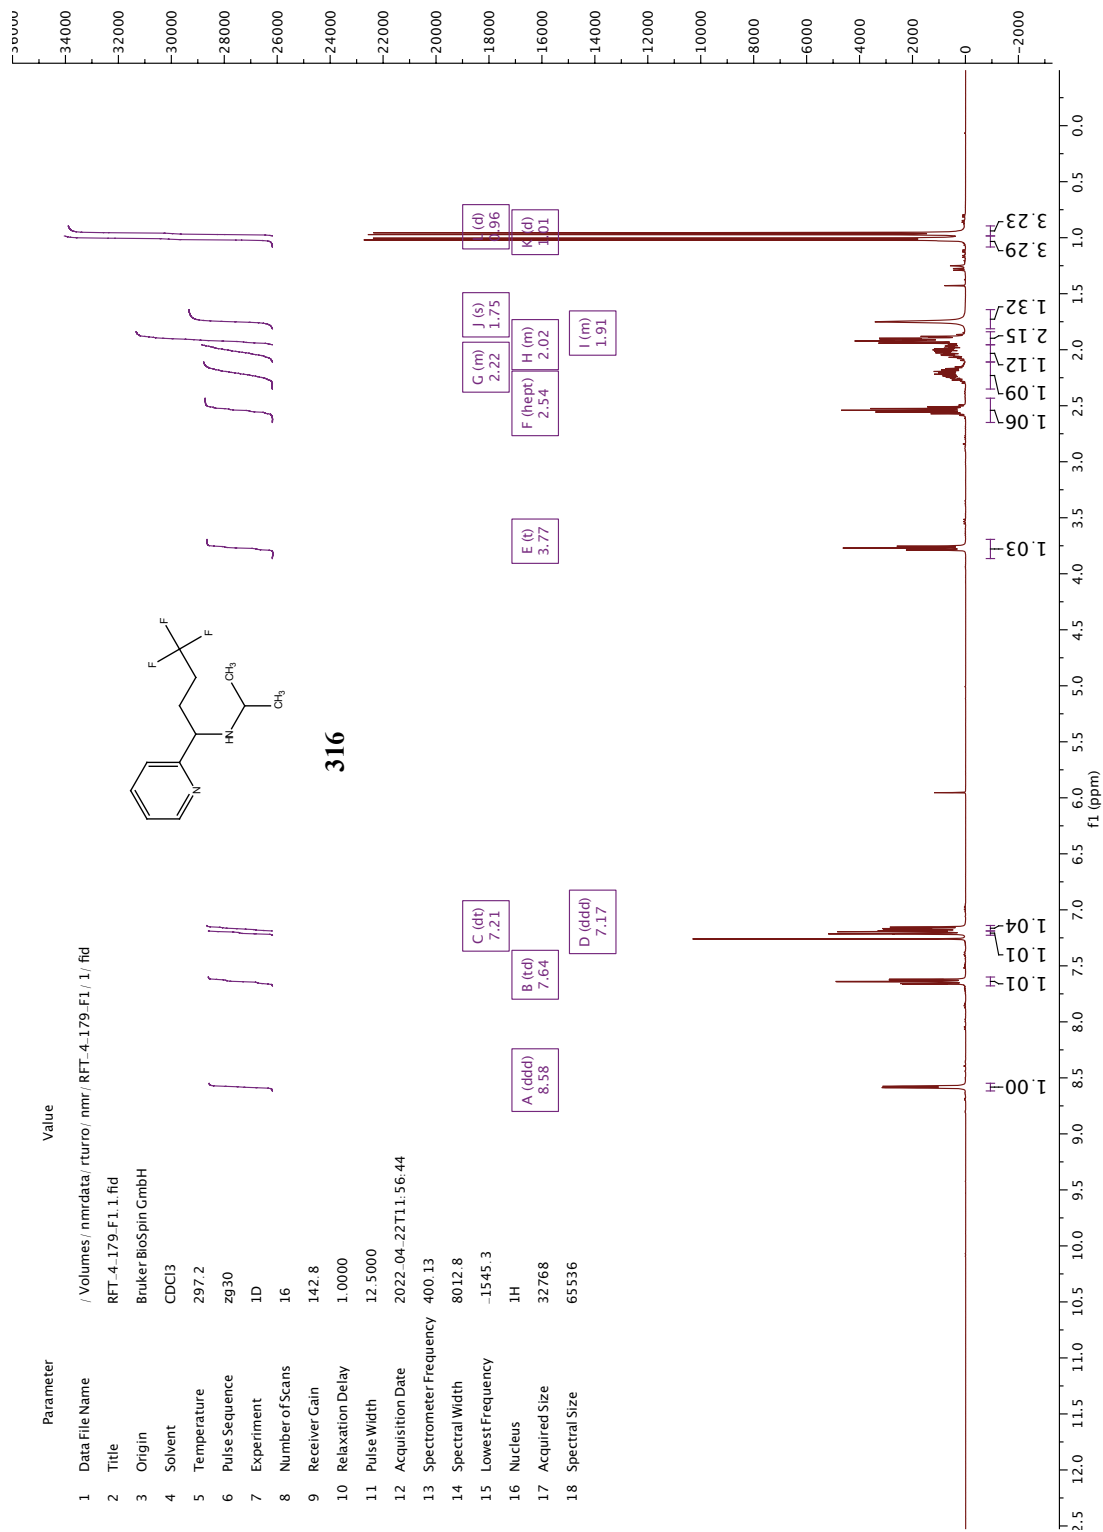 Parameter Value
1 Data File Name / Volumes/ nmrdata/ rturro/ nmr/ RFT_4_179_F1/ 1/ fid
2 Title RFT_4_179_F1.1.fid
3 Origin Bruker BioSpin GmbH
4 Solvent CDCl3
5 Temperature 297.2
6 Pulse Sequence zg30
7 Experiment 1D
8 Number of Scans 16
9 Receiver Gain 142.8
10 Relaxation Delay 1.0000
11 Pulse Width 12.5000
12 Acquisition Date 2022-04-22T11:56:44
13 Spectrometer Frequency 400.13
14 Spectral Width 8012.8
15 Lowest Frequency -1545.3
16 Nucleus 1H
17 Acquired Size 32768
18 Spectral Size 65536
F
F
F
N
HN
CH3
CH3
316
34000
32000
30000
28000
26000
24000
22000
20000
18000
16000
14000
12000
10000
8000
6000
4000
2000
0
-2000
C (dt)
7.21
G (m)
2.22
J (s)
1.75
(d)
0.96
A (ddd)
8.58
B (td)
7.64
E (t)
3.77
F (hept)
2.54
H (m)
2.02
K (d)
1.01
D (ddd)
7.17
I (m)
1.91
1.00
1.01
1.01
1.04
1.03
1.06
1.09
1.12
2.15
1.32
3.29
3.23
2.5 12.0 11.5 11.0 10.5 10.0 9.5 9.0 8.5 8.0 7.5 7.0 6.5 6.0 5.5 5.0 4.5 4.0 3.5 3.0 2.5 2.0 1.5 1.0 0.5 0.0
f1 (ppm)